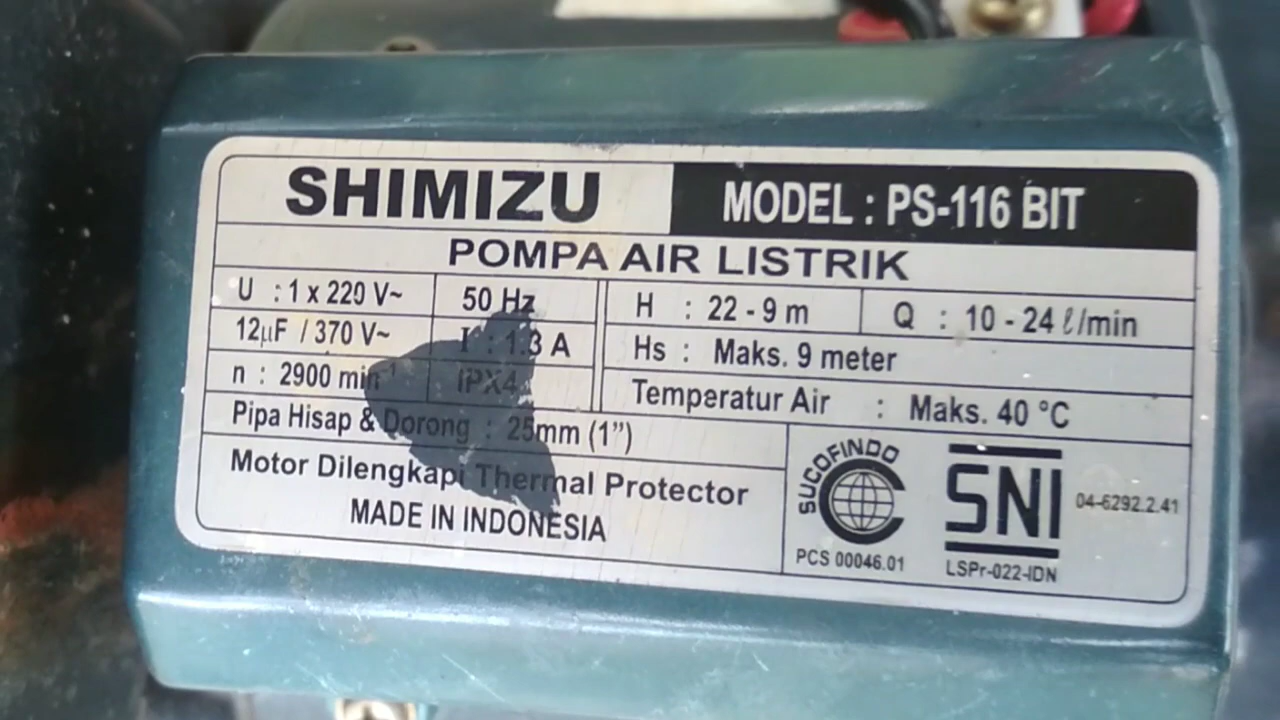 SHIMIZU MODEL : PS-116 BIT
POMPA AIR LISTRIK
U : 1 x 220 V~ 50 Hz H : 22 - 9 m Q : 10 - 24 ℓ/min
12µF / 370 V~ I : 1.3 A Hs : Maks. 9 meter
n : 2900 min⁻¹ IPX4 Temperatur Air : Maks. 40 °C
Pipa Hisap & Dorong : 25mm (1”)
Motor Dilengkapi Thermal Protector
MADE IN INDONESIA
SUCOFINDO
PCS 00046.01
SNI 04-6292.2.41
LSPr-022-IDN